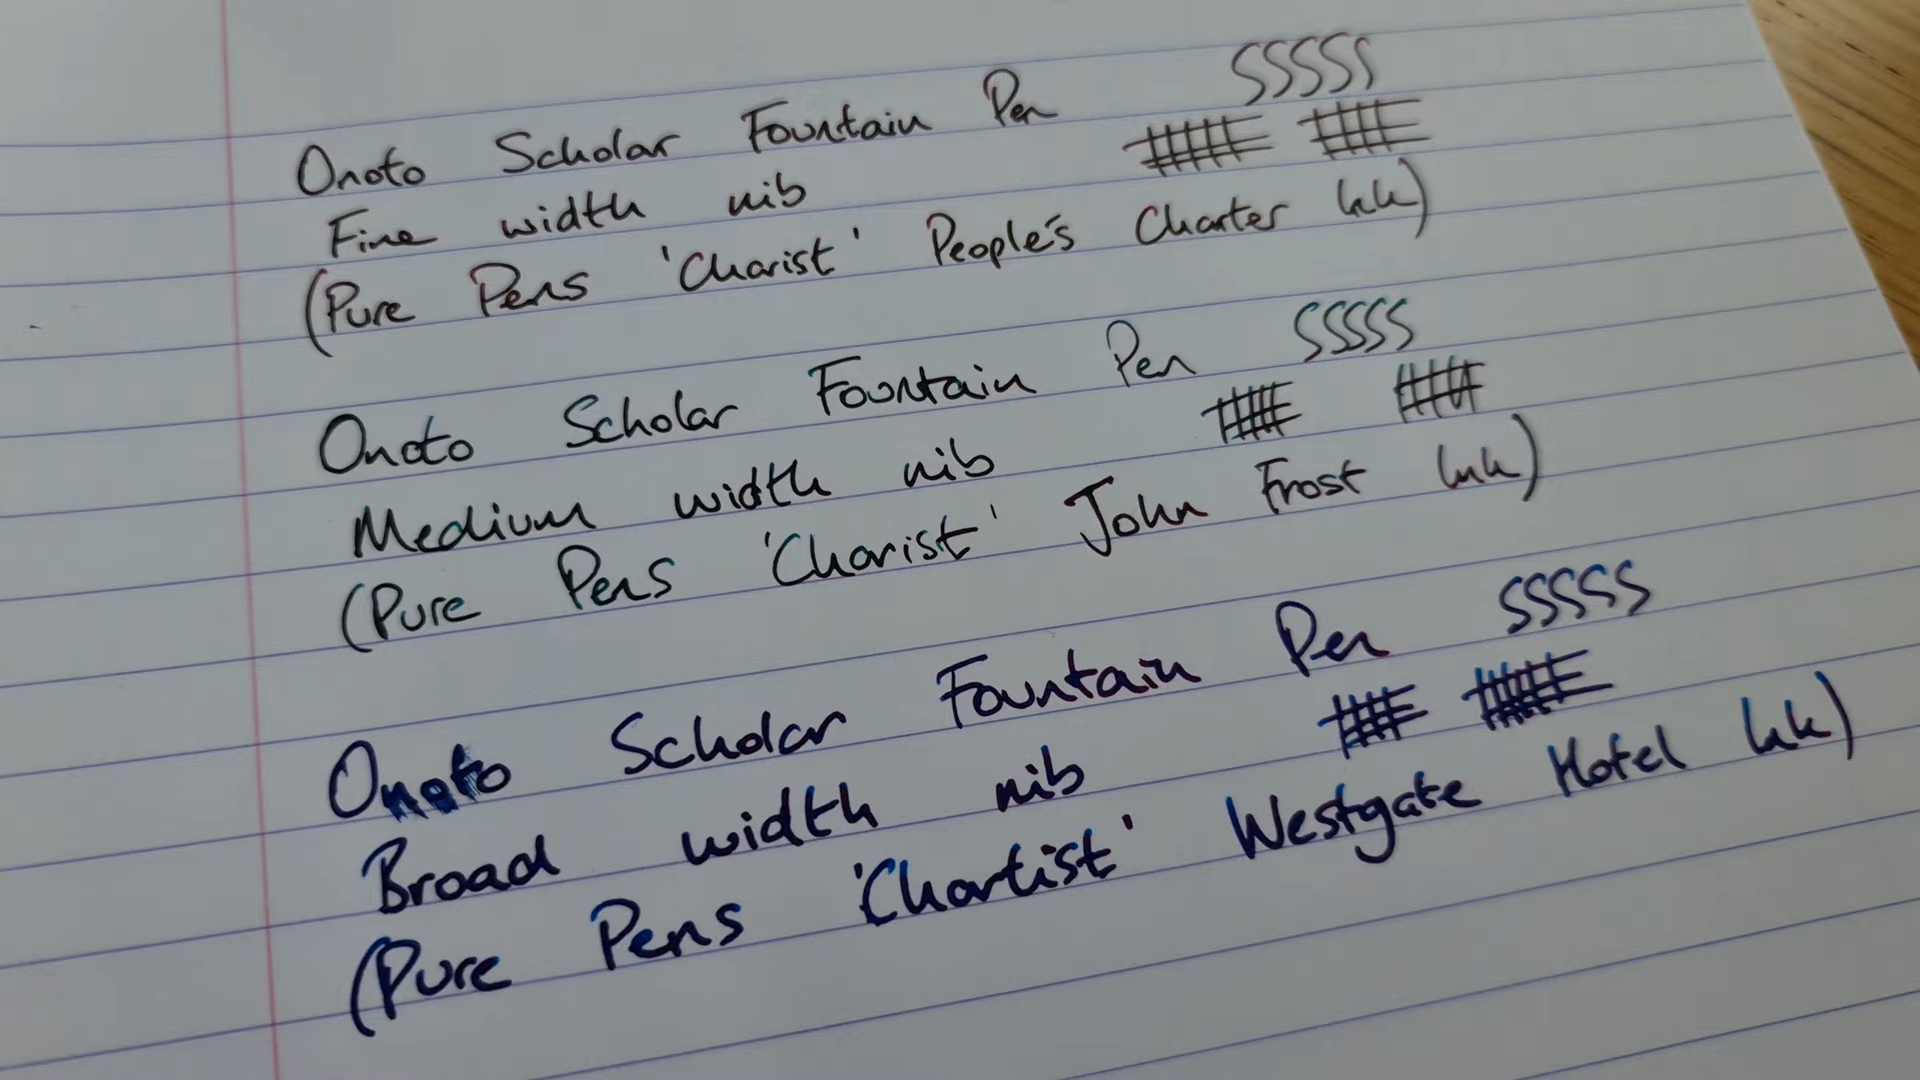 Onoto Scholar Fountain Pen SSSSS
Fine width nib
(Pure Pens 'Charist' People's Charter Ink)
Onoto Scholar Fountain Pen SSSSS
Medium width nib
(Pure Pens 'Charist' John Frost Ink)
Onoto Scholar Fountain Pen SSSSS
Broad width nib
(Pure Pens 'Chartist' Westgate Hotel Ink)